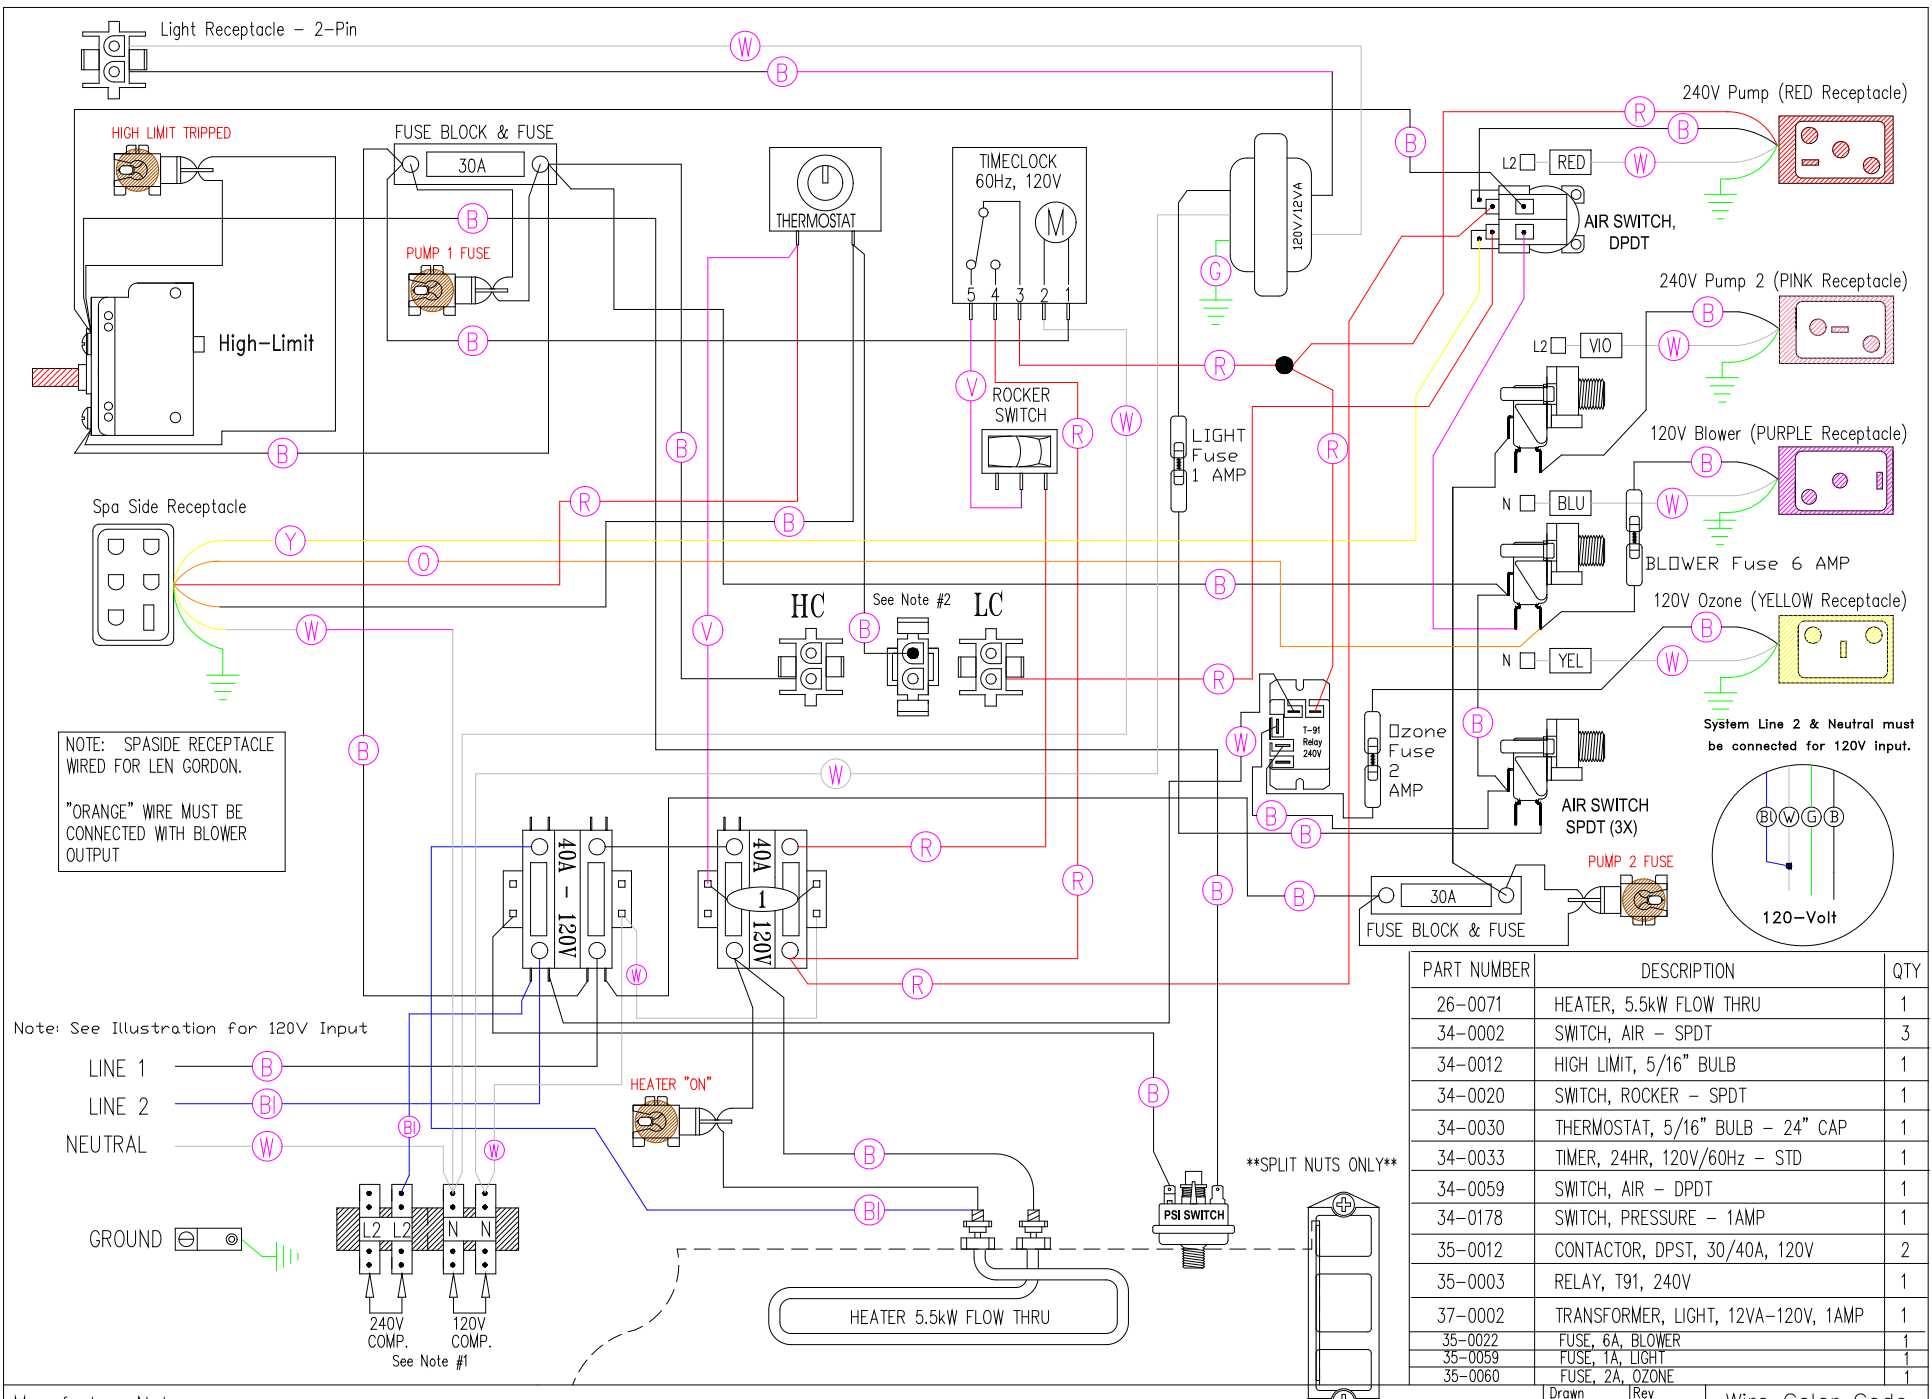 Light Receptacle - 2-Pin
W
B
HIGH LIMIT TRIPPED
FUSE BLOCK & FUSE
30A
B
PUMP 1 FUSE
B
High-Limit
B
THERMOSTAT
TIMECLOCK
60Hz, 120V
M
5 4 3 2 1
120V/12VA
G
B
240V Pump (RED Receptacle)
R
B
L2
RED
W
AIR SWITCH,
DPDT
240V Pump 2 (PINK Receptacle)
B
L2
VIO
W
R
V
ROCKER
SWITCH
R
W
B
R
LIGHT
Fuse
1 AMP
120V Blower (PURPLE Receptacle)
B
N
BLU
W
BLOWER Fuse 6 AMP
Spa Side Receptacle
R
B
Y
O
B
W
V
HC
See Note #2
LC
B
R
120V Ozone (YELLOW Receptacle)
B
N
YEL
W
B
System Line 2 & Neutral must
be connected for 120V input.
NOTE: SPASIDE RECEPTACLE
WIRED FOR LEN GORDON.
"ORANGE" WIRE MUST BE
CONNECTED WITH BLOWER
OUTPUT
B
W
W
T-91
Relay
240V
Ozone
Fuse
2
AMP
B
B
AIR SWITCH
SPDT (3X)
Bl W G B
120-Volt
40A - 120V
40A 120V
1
R
R
B
B
30A
FUSE BLOCK & FUSE
PUMP 2 FUSE
W
R
Note: See Illustration for 120V Input
LINE 1
B
LINE 2
Bl
NEUTRAL
W
Bl
W
HEATER "ON"
B
B
Bl
PSI SWITCH
**SPLIT NUTS ONLY**
GROUND
L2 L2 N N
240V
COMP.
120V
COMP.
See Note #1
HEATER 5.5kW FLOW THRU
PART NUMBER DESCRIPTION QTY
26-0071 HEATER, 5.5kW FLOW THRU 1
34-0002 SWITCH, AIR - SPDT 3
34-0012 HIGH LIMIT, 5/16" BULB 1
34-0020 SWITCH, ROCKER - SPDT 1
34-0030 THERMOSTAT, 5/16" BULB - 24" CAP 1
34-0033 TIMER, 24HR, 120V/60Hz - STD 1
34-0059 SWITCH, AIR - DPDT 1
34-0178 SWITCH, PRESSURE - 1AMP 1
35-0012 CONTACTOR, DPST, 30/40A, 120V 2
35-0003 RELAY, T91, 240V 1
37-0002 TRANSFORMER, LIGHT, 12VA-120V, 1AMP 1
35-0022 FUSE, 6A, BLOWER 1
35-0059 FUSE, 1A, LIGHT 1
35-0060 FUSE, 2A, OZONE 1
Drawn Rev
Wire Color Code